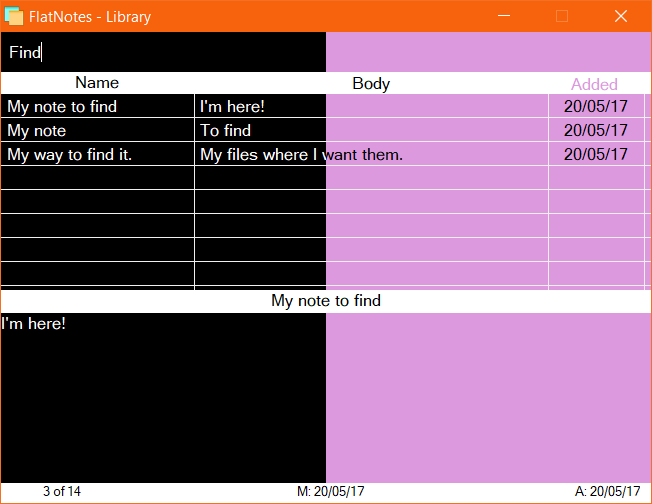 FlatNotes - Library
Find
Name Body Added
My note to find I'm here! 20/05/17
My note To find 20/05/17
My way to find it. My files where I want them. 20/05/17
My note to find
I'm here!
3 of 14 M: 20/05/17 A: 20/05/17